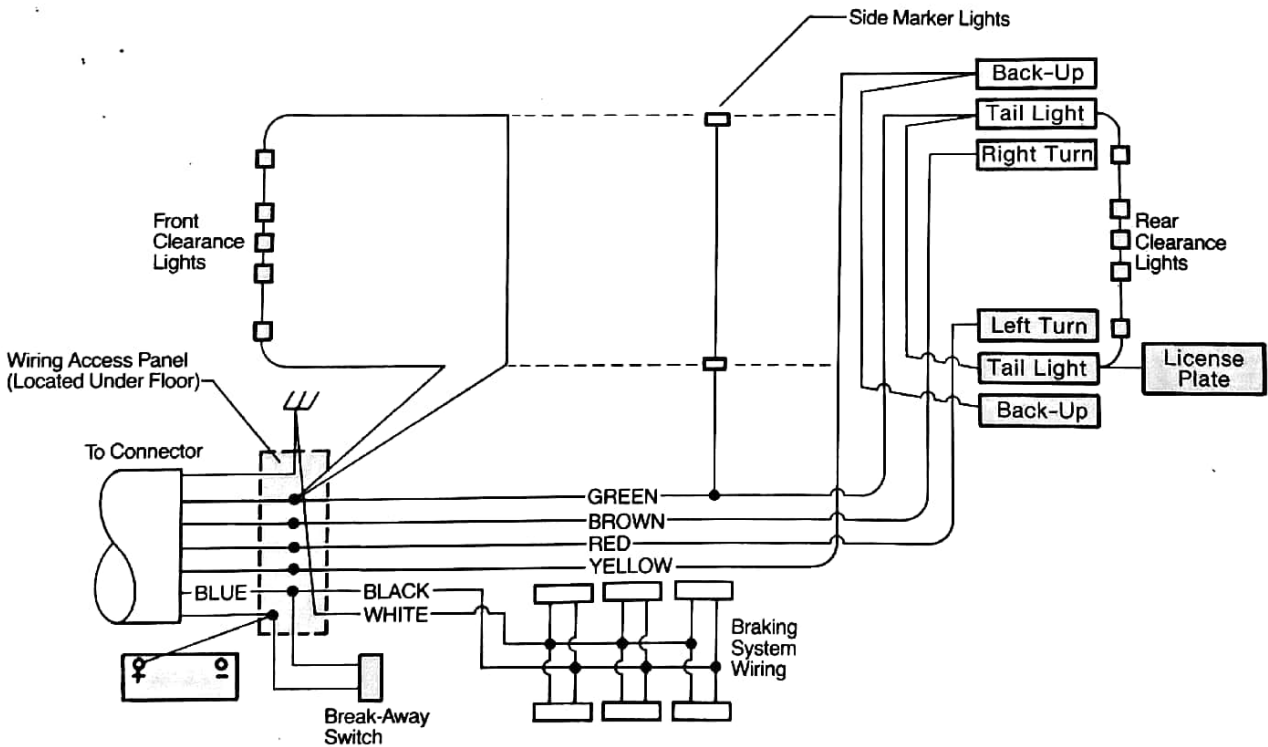 Side Marker Lights
Back-Up
Tail Light
Right Turn
Front
Clearance
Lights
Rear
Clearance
Lights
Left Turn
Tail Light
Back-Up
License
Plate
Wiring Access Panel
(Located Under Floor)
To Connector
GREEN
BROWN
RED
YELLOW
BLUE
BLACK
WHITE
Braking
System
Wiring
+
-
Break-Away
Switch